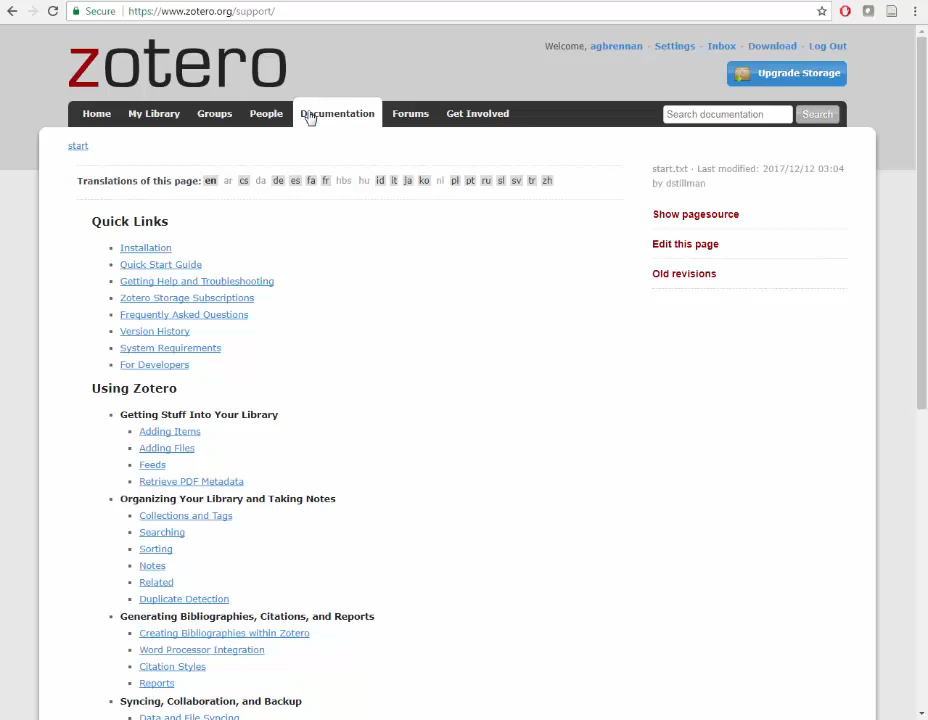 Secure https://www.zotero.org/support/
zotero
Welcome, agbrennan Settings Inbox Download Log Out
Upgrade Storage
Home My Library Groups People Documentation Forums Get Involved
Search documentation Search
start
Translations of this page: en ar cs da de es fa fr hbs hu id it ja ko nl pl pt ru sl sv tr zh
start.txt · Last modified: 2017/12/12 03:04
by dstillman
Show pagesource
Edit this page
Old revisions
Quick Links
Installation
Quick Start Guide
Getting Help and Troubleshooting
Zotero Storage Subscriptions
Frequently Asked Questions
Version History
System Requirements
For Developers
Using Zotero
Getting Stuff Into Your Library
Adding Items
Adding Files
Feeds
Retrieve PDF Metadata
Organizing Your Library and Taking Notes
Collections and Tags
Searching
Sorting
Notes
Related
Duplicate Detection
Generating Bibliographies, Citations, and Reports
Creating Bibliographies within Zotero
Word Processor Integration
Citation Styles
Reports
Syncing, Collaboration, and Backup
Data and File Syncing